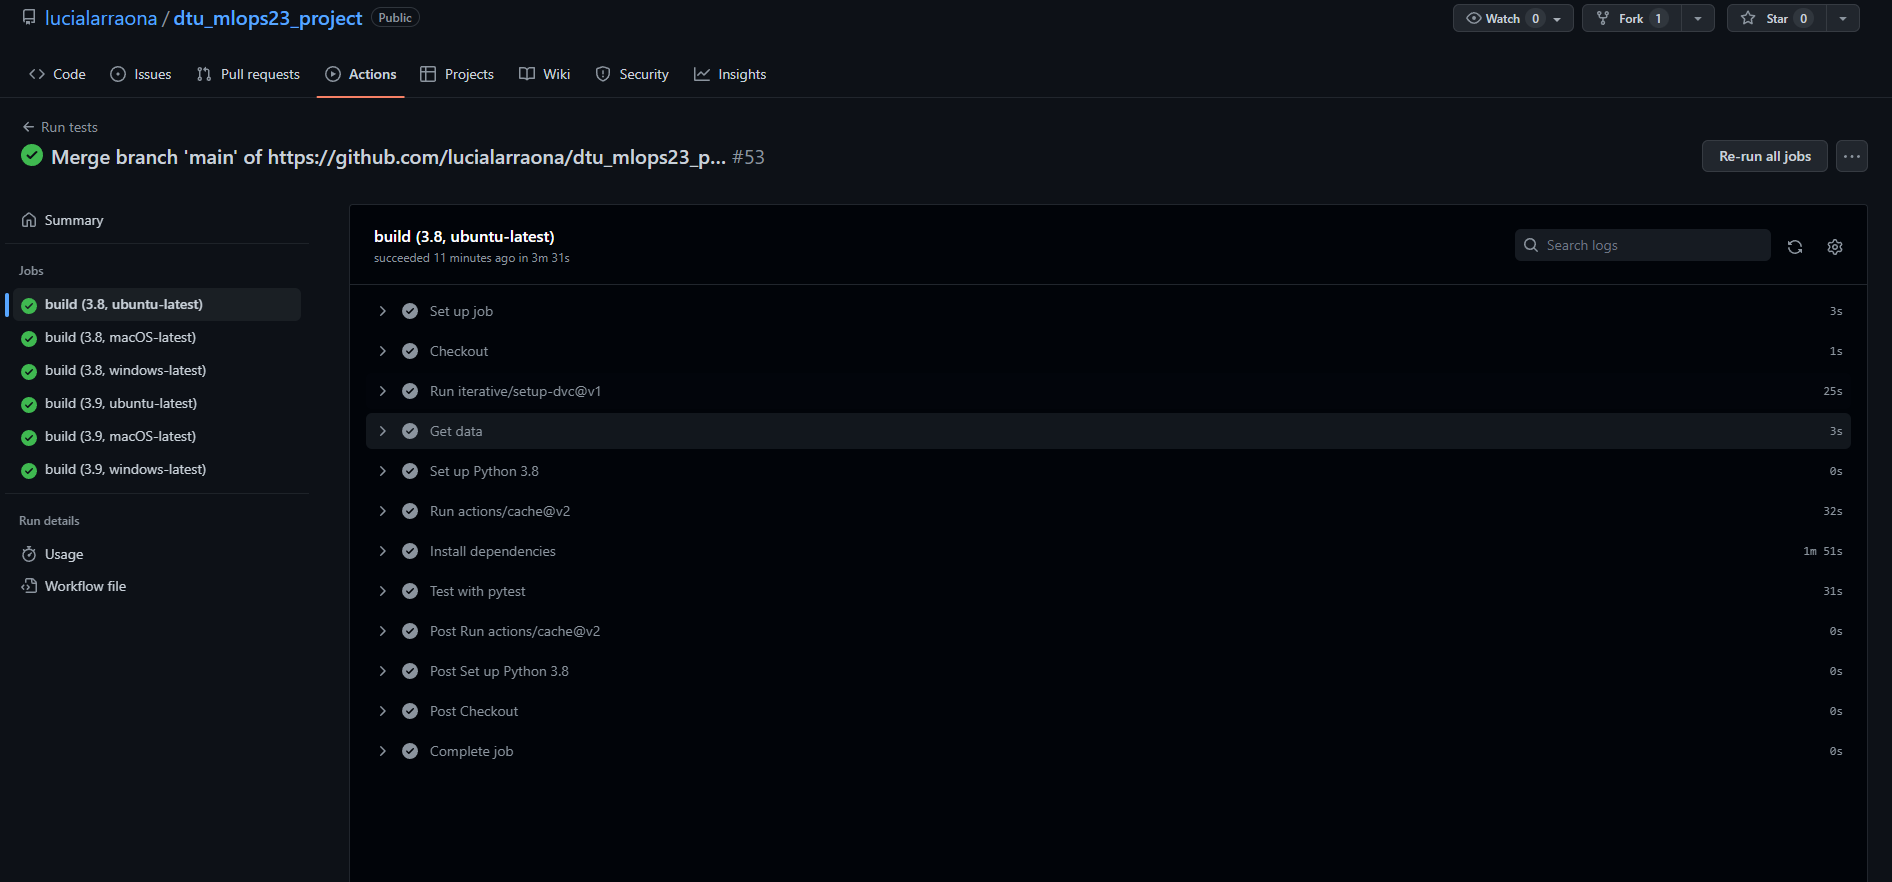 lucialarraona / dtu_mlops23_project Public
Watch 0 Fork 1 Star 0
Code Issues Pull requests Actions Projects Wiki Security Insights
Run tests
Merge branch 'main' of https://github.com/lucialarraona/dtu_mlops23_p... #53
Re-run all jobs
Summary
Jobs
build (3.8, ubuntu-latest)
build (3.8, macOS-latest)
build (3.8, windows-latest)
build (3.9, ubuntu-latest)
build (3.9, macOS-latest)
build (3.9, windows-latest)
Run details
Usage
Workflow file
build (3.8, ubuntu-latest)
succeeded 11 minutes ago in 3m 31s
Search logs
Set up job 3s
Checkout 1s
Run iterative/setup-dvc@v1 25s
Get data 3s
Set up Python 3.8 0s
Run actions/cache@v2 32s
Install dependencies 1m 51s
Test with pytest 31s
Post Run actions/cache@v2 0s
Post Set up Python 3.8 0s
Post Checkout 0s
Complete job 0s